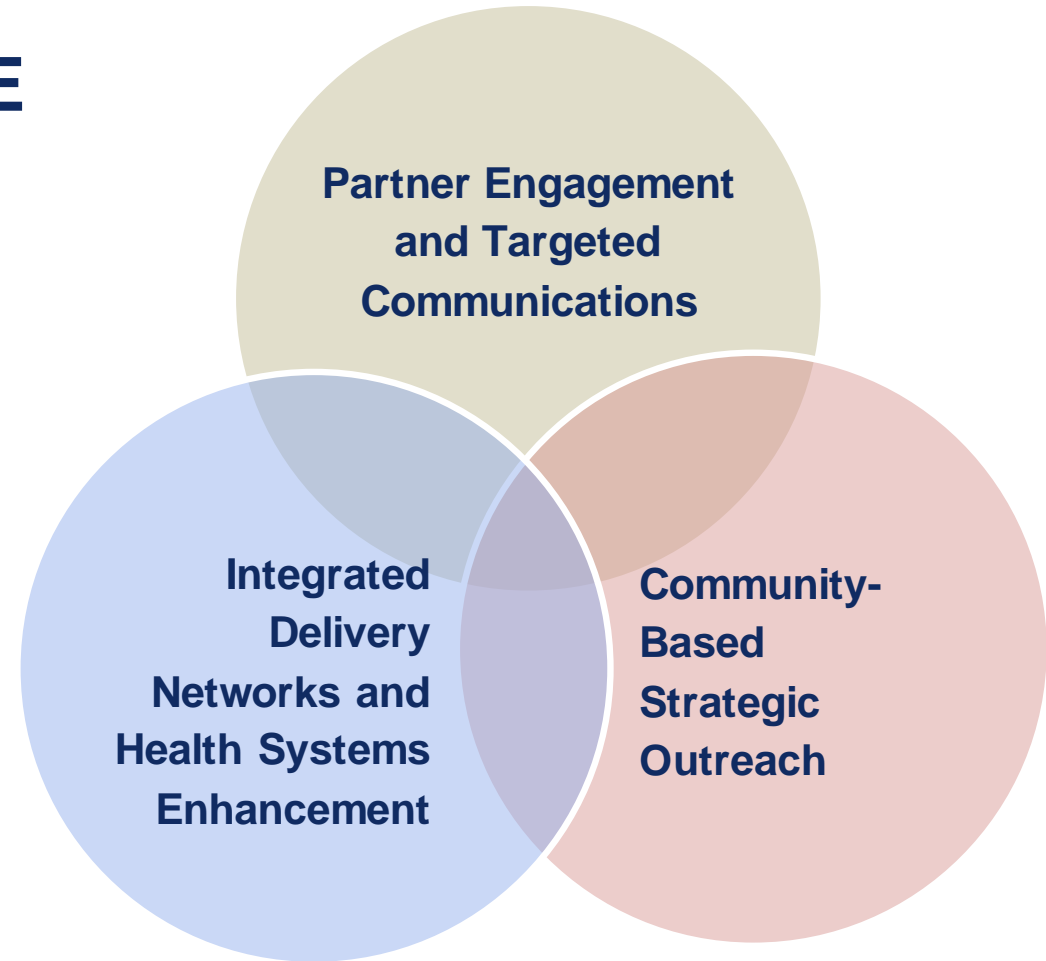 E
Partner Engagement
and Targeted
Communications
Integrated
Delivery
Networks and
Health Systems
Enhancement
Community-
Based
Strategic
Outreach